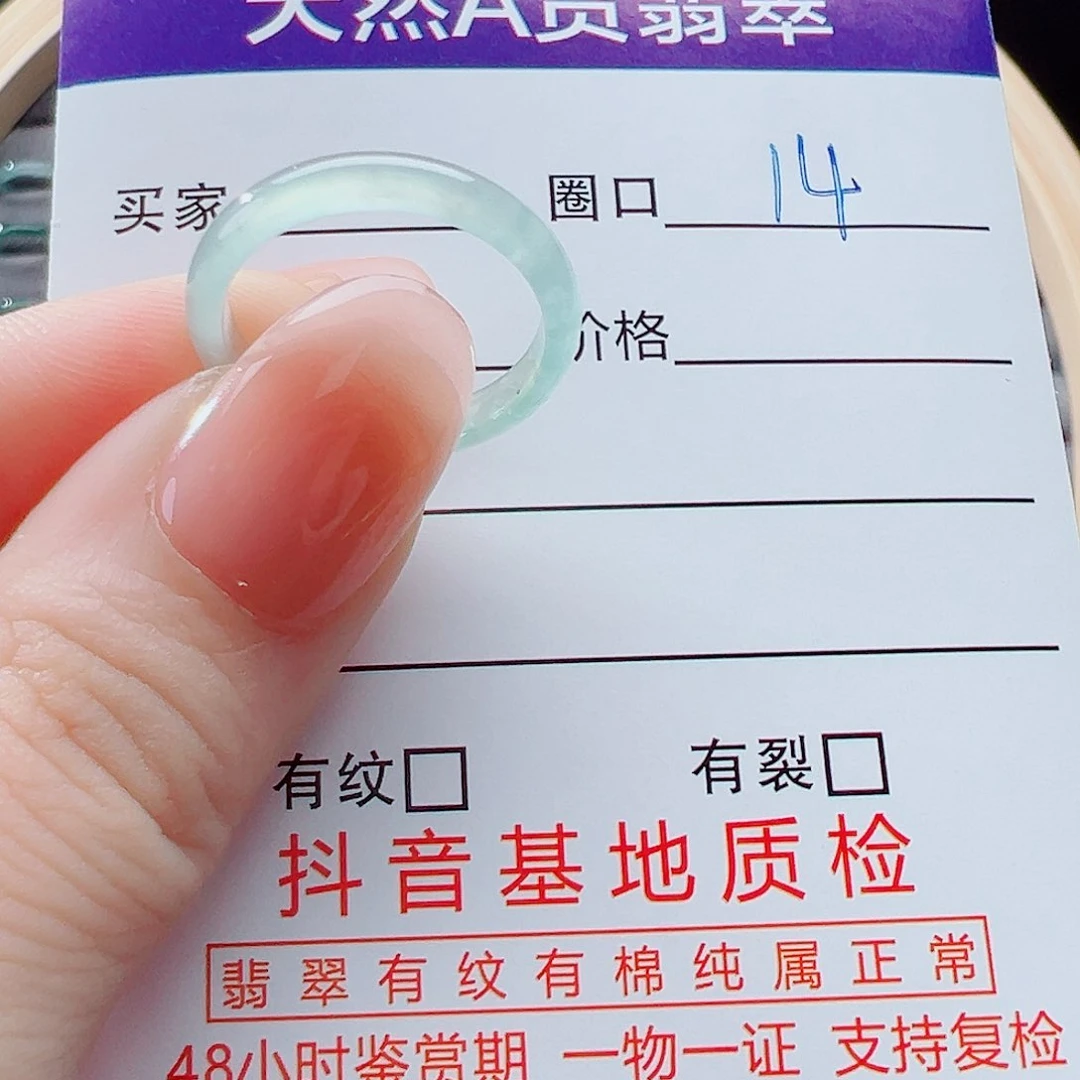 天然A货翡翠
买家 圈口 14
价格
有纹 有裂
抖音基地质检
翡翠有纹有棉纯属正常
48小时鉴赏期 一物一证 支持复检